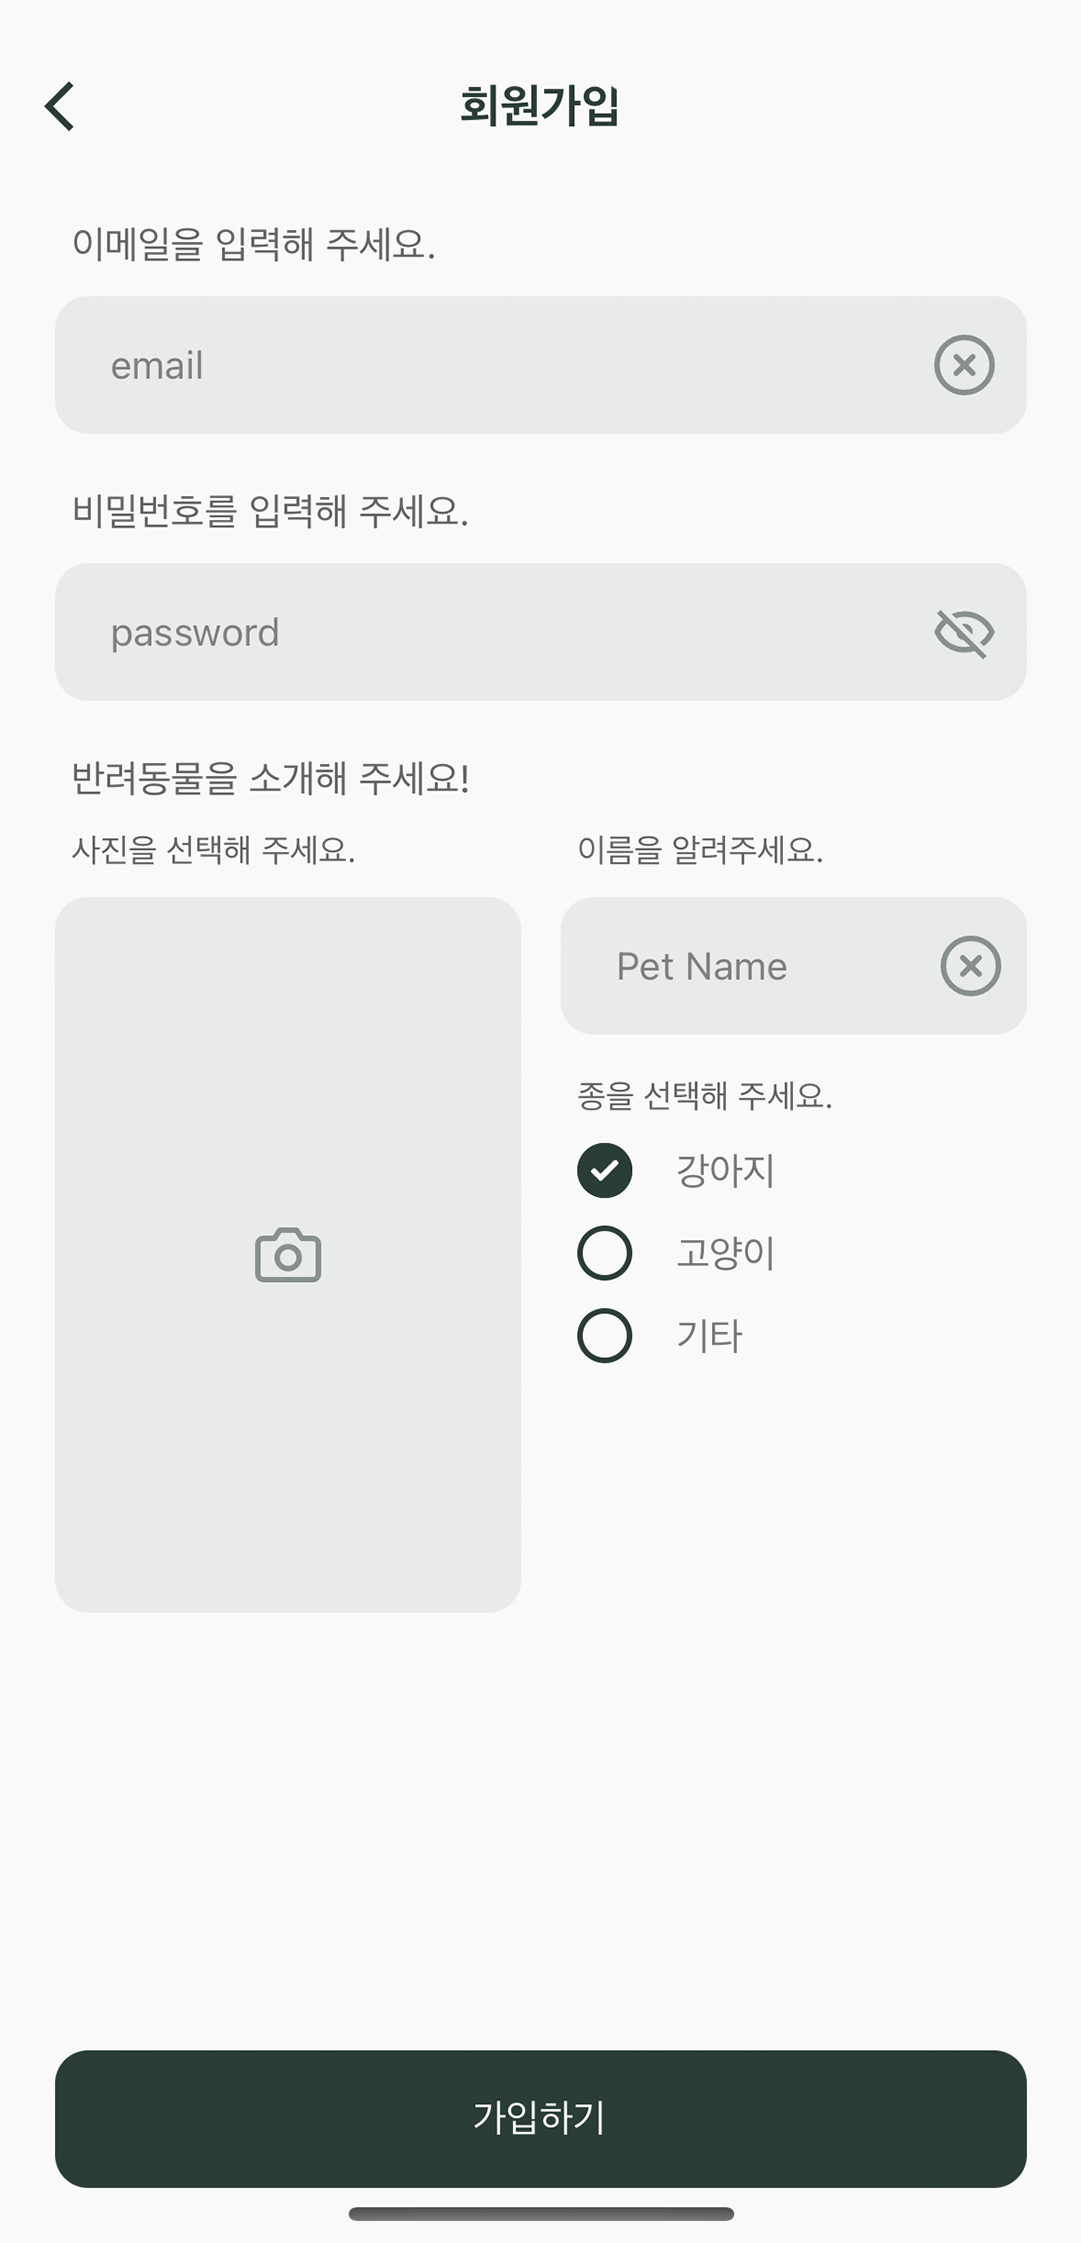 회원가입
이메일을 입력해 주세요.
email
비밀번호를 입력해 주세요.
password
반려동물을 소개해 주세요!
사진을 선택해 주세요.
이름을 알려주세요.
Pet Name
종을 선택해 주세요.
강아지
고양이
기타
가입하기